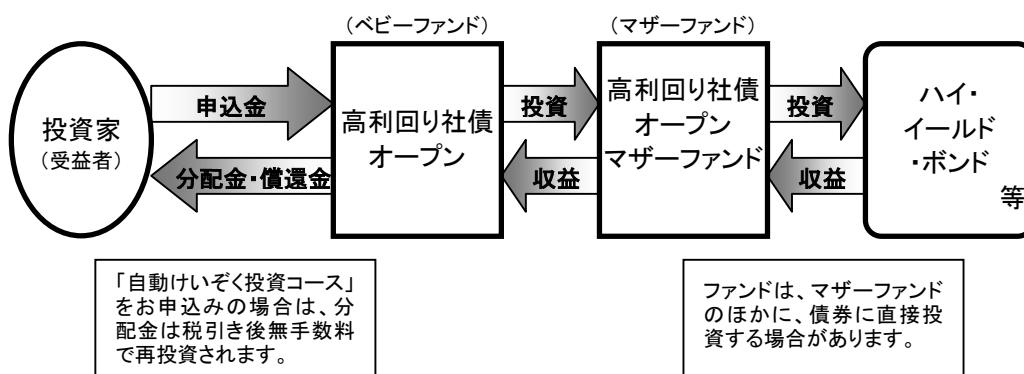 （ベビーファンド）
（マザーファンド）
投資家
（受益者）
申込金
分配金・償還金
高利回り社債
オープン
投資
収益
高利回り社債
オープン
マザーファンド
投資
収益
ハイ・
イールド
・ボンド
等
「自動けいぞく投資コース」
をお申込みの場合は、分
配金は税引き後無手数料
で再投資されます。
ファンドは、マザーファンド
のほかに、債券に直接投
資する場合があります。